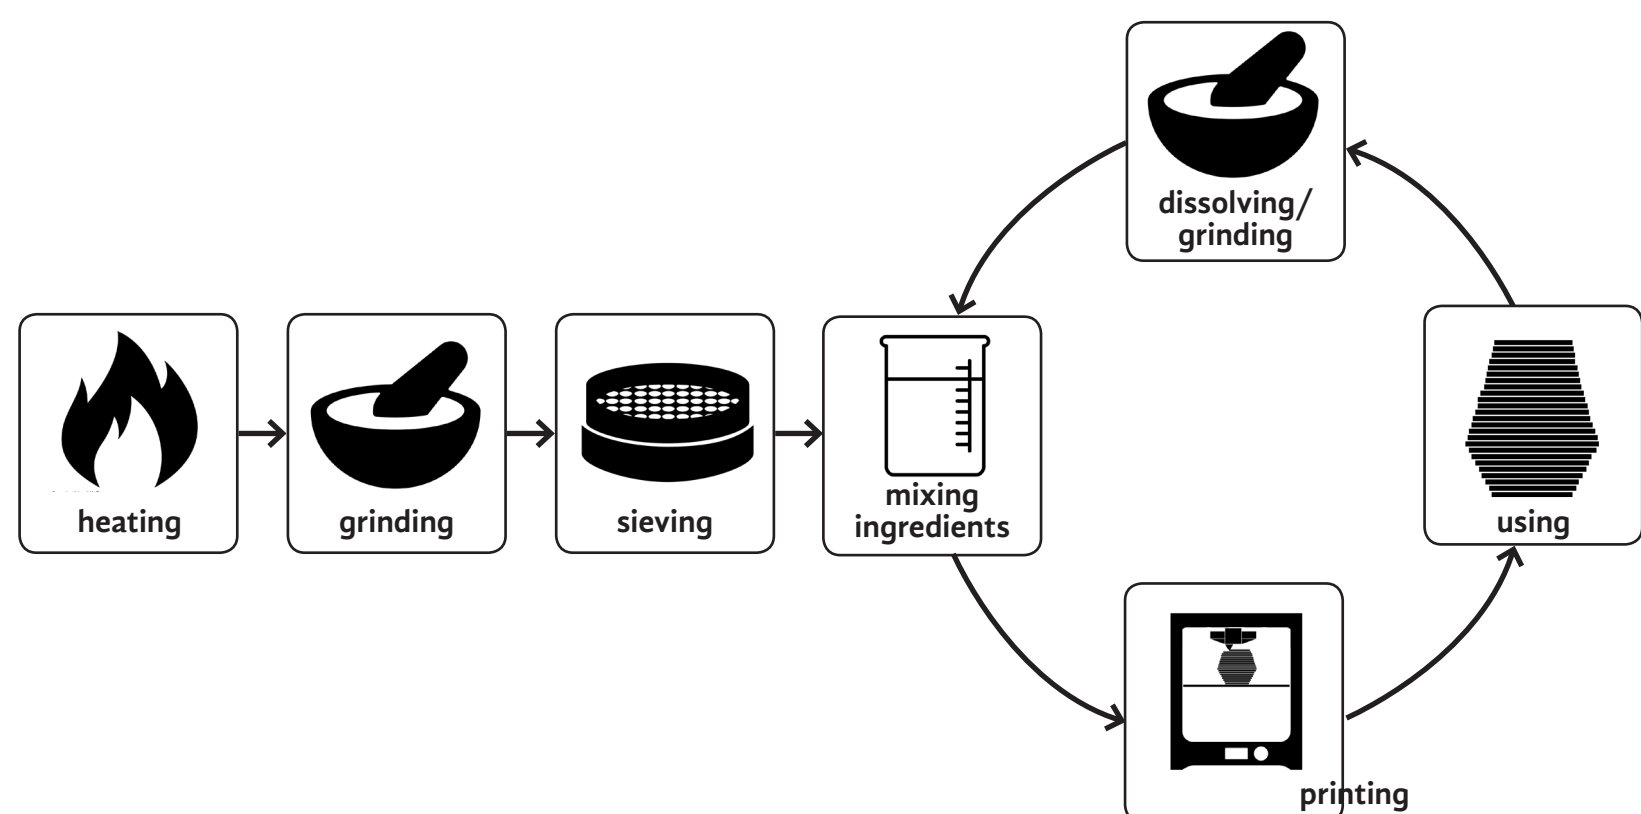 heating
grinding
sieving
mixing
ingredients
printing
using
dissolving/
grinding